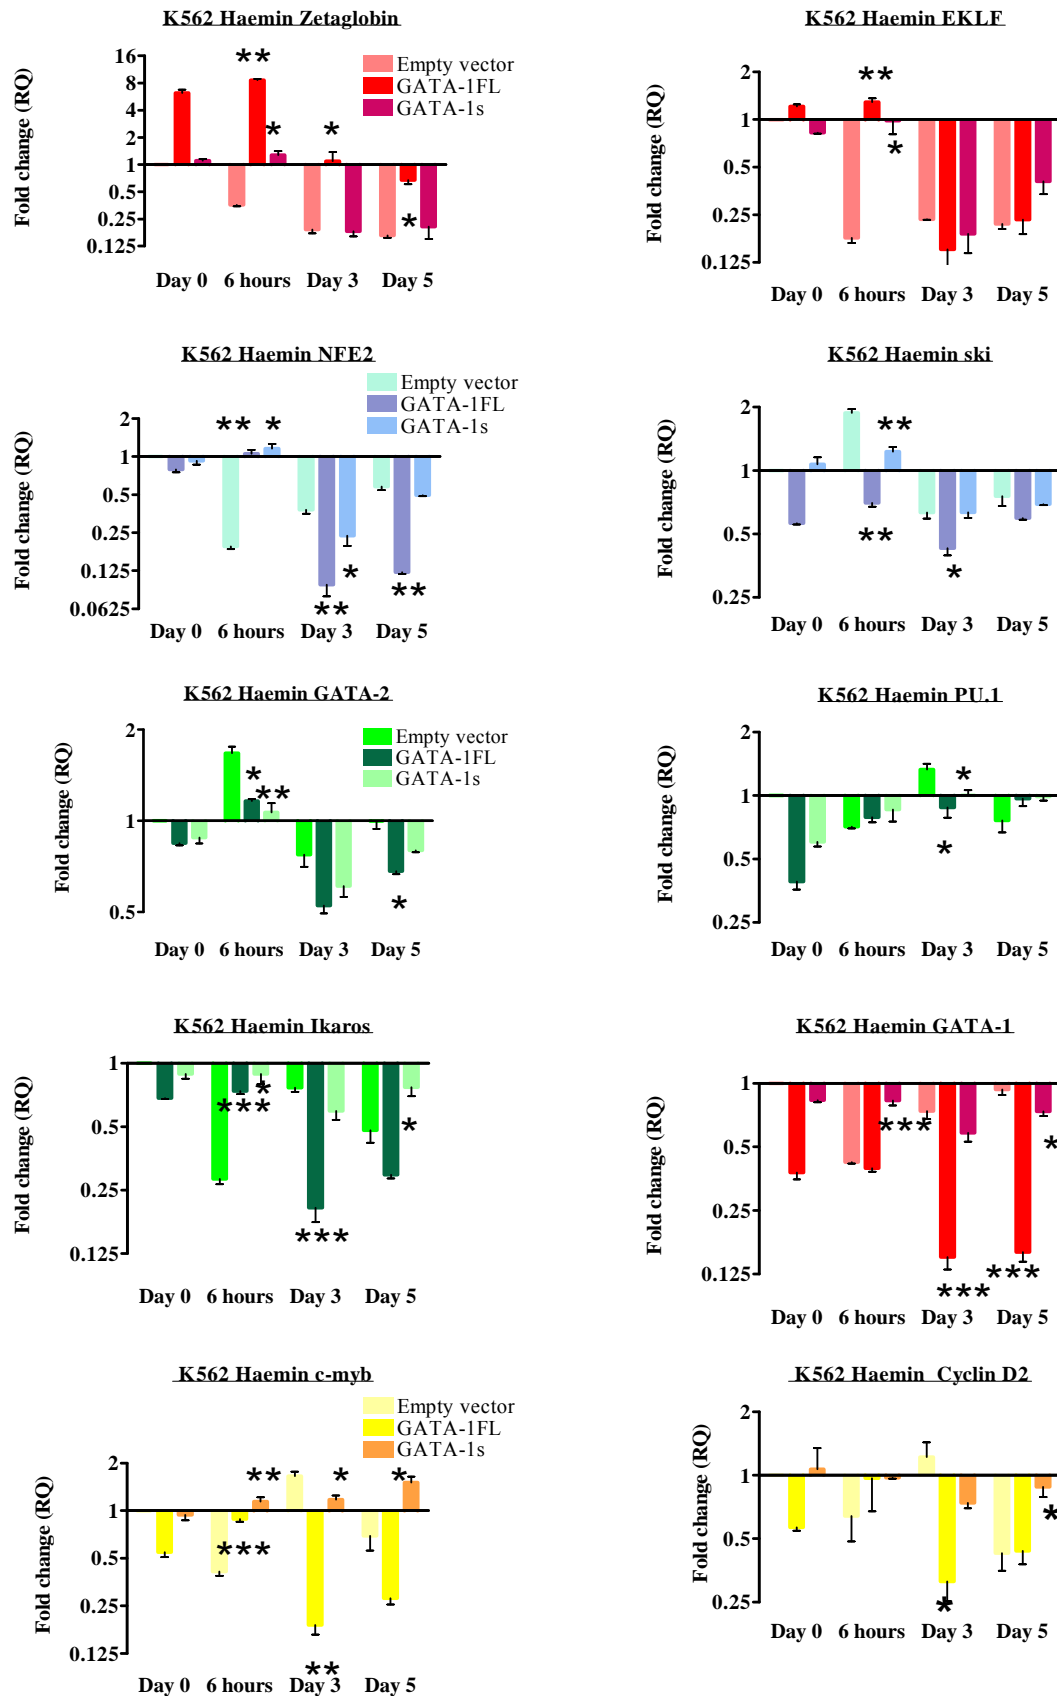 K562 Haemin Zetaglobin
Fold change (RQ)
16
8
4
2
1
0.5
0.25
0.125
Empty vector
GATA-1FL
GATA-1s
**
*
*
*
Day 0 6 hours Day 3 Day 5
K562 Haemin EKLF
Fold change (RQ)
2
1
0.5
0.25
0.125
**
*
Day 0 6 hours Day 3 Day 5
K562 Haemin NFE2
Fold change (RQ)
2
1
0.5
0.25
0.125
0.0625
Empty vector
GATA-1FL
GATA-1s
** *
*
** **
Day 0 6 hours Day 3 Day 5
K562 Haemin ski
Fold change (RQ)
2
1
0.5
0.25
**
**
*
Day 0 6 hours Day 3 Day 5
K562 Haemin GATA-2
Fold change (RQ)
2
1
0.5
Empty vector
GATA-1FL
GATA-1s
*
**
*
Day 0 6 hours Day 3 Day 5
K562 Haemin PU.1
Fold change (RQ)
2
1
0.5
0.25
*
*
Day 0 6 hours Day 3 Day 5
K562 Haemin Ikaros
Fold change (RQ)
1
0.5
0.25
0.125
*
***
*
***
Day 0 6 hours Day 3 Day 5
K562 Haemin GATA-1
Fold change (RQ)
1
0.5
0.25
0.125
***
*
***
***
Day 0 6 hours Day 3 Day 5
K562 Haemin c-myb
Fold change (RQ)
2
1
0.5
0.25
0.125
Empty vector
GATA-1FL
GATA-1s
** * *
***
**
Day 0 6 hours Day 3 Day 5
K562 Haemin Cyclin D2
Fold change (RQ)
2
1
0.5
0.25
*
*
Day 0 6 hours Day 3 Day 5